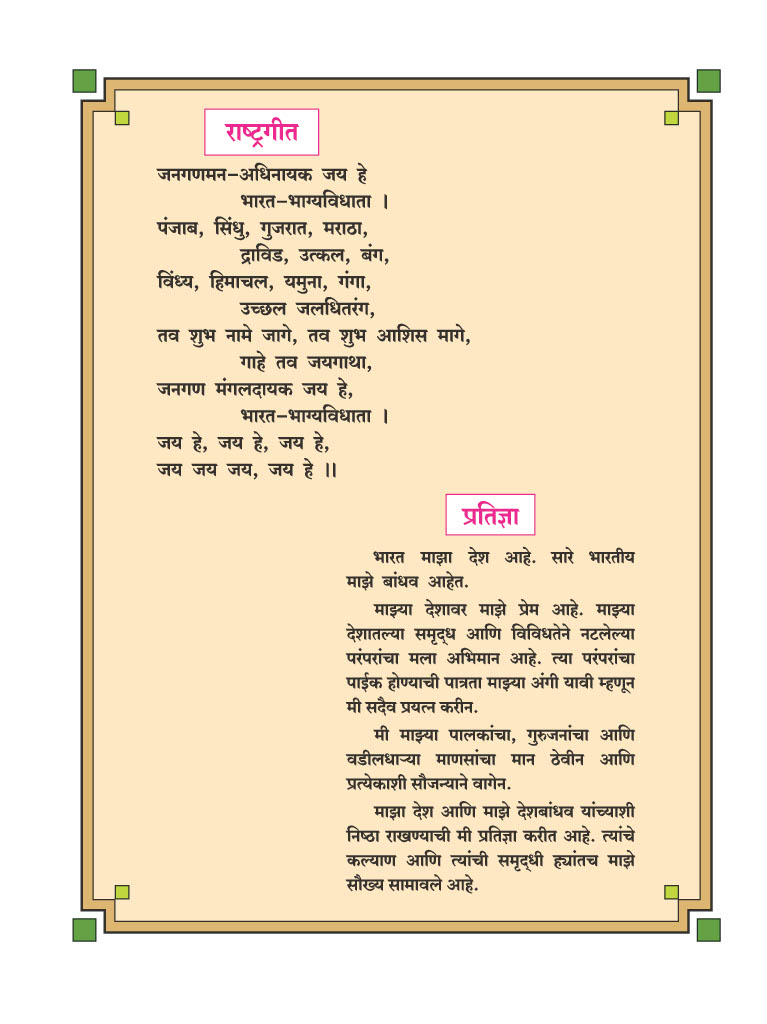 राष्ट्रगीत
जनगणमन–अधिनायक जय हे
भारत–भाग्यविधाता ।
पंजाब, सिंधु, गुजरात, मराठा,
द्राविड, उत्कल, बंग,
विंध्य, हिमाचल, यमुना, गंगा,
उच्छल जलधितरंग,
तव शुभ नामे जागे, तव शुभ आशिस मागे,
गाहे तव जयगाथा,
जनगण मंगलदायक जय हे,
भारत–भाग्यविधाता ।
जय हे, जय हे, जय हे,
जय जय जय, जय हे ।।
प्रतिज्ञा
भारत माझा देश आहे. सारे भारतीय
माझे बांधव आहेत.
माझ्या देशावर माझे प्रेम आहे. माझ्या
देशातल्या समृद्ध आणि विविधतेने नटलेल्या
परंपरांचा मला अभिमान आहे. त्या परंपरांचा
पाईक होण्याची पात्रता माझ्या अंगी यावी म्हणून
मी सदैव प्रयत्न करीन.
मी माझ्या पालकांचा, गुरुजनांचा आणि
वडीलधाऱ्या माणसांचा मान ठेवीन आणि
प्रत्येकाशी सौजन्याने वागेन.
माझा देश आणि माझे देशबांधव यांच्याशी
निष्ठा राखण्याची मी प्रतिज्ञा करीत आहे. त्यांचे
कल्याण आणि त्यांची समृद्धी ह्यांतच माझे
सौख्य सामावले आहे.